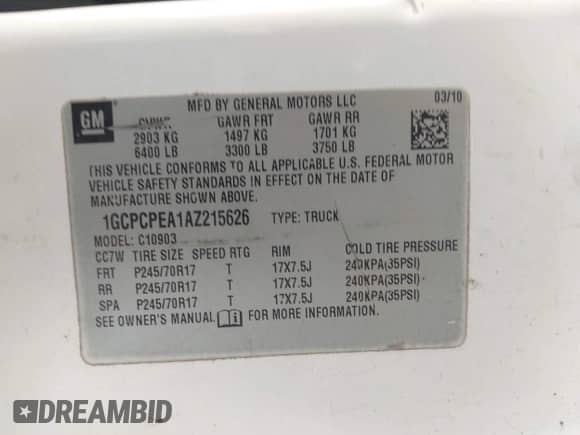 GM
MFD BY GENERAL MOTORS LLC 03/10
GVWR GAWR FRT GAWR RR
2903 KG 1497 KG 1701 KG
6400 LB 3300 LB 3750 LB
THIS VEHICLE CONFORMS TO ALL APPLICABLE U.S. FEDERAL MOTOR
VEHICLE SAFETY STANDARDS IN EFFECT ON THE DATE OF
MANUFACTURE SHOWN ABOVE.
1GCPCPEA1AZ215626 TYPE: TRUCK
MODEL: C10903
CC7W TIRE SIZE SPEED RTG RIM COLD TIRE PRESSURE
FRT P245/70R17 T 17X7.5J 240KPA(35PSI)
RR P245/70R17 T 17X7.5J 240KPA(35PSI)
SPA P245/70R17 T 17X7.5J 240KPA(35PSI)
SEE OWNER'S MANUAL FOR MORE INFORMATION.
DREAMBID